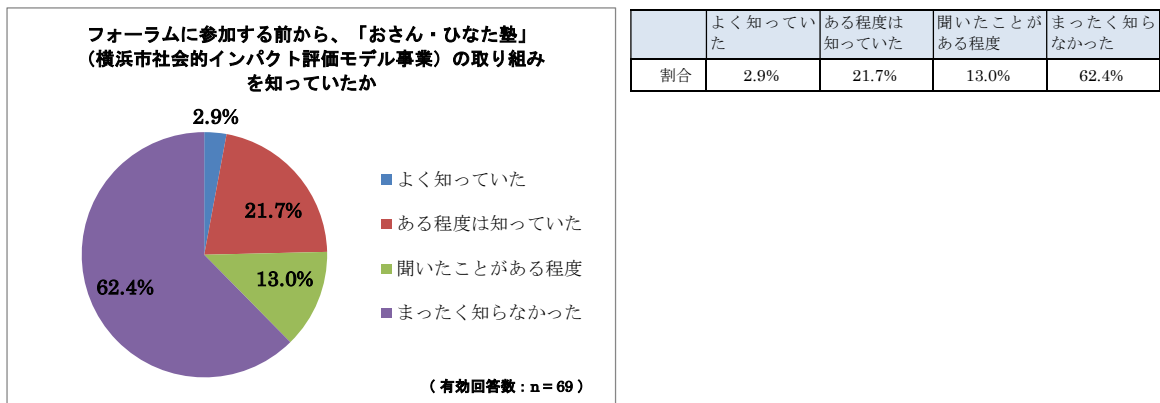 フォーラムに参加する前から、「おさん・ひなた塾」
（横浜市社会的インパクト評価モデル事業）の取り組み
を知っていたか
2.9%
21.7%
13.0%
62.4%
よく知っていた
ある程度は知っていた
聞いたことがある程度
まったく知らなかった
（ 有効回答数：n＝69 ）
よく知ってい
た
ある程度は
知っていた
聞いたことが
ある程度
まったく知ら
なかった
割合 2.9% 21.7% 13.0% 62.4%